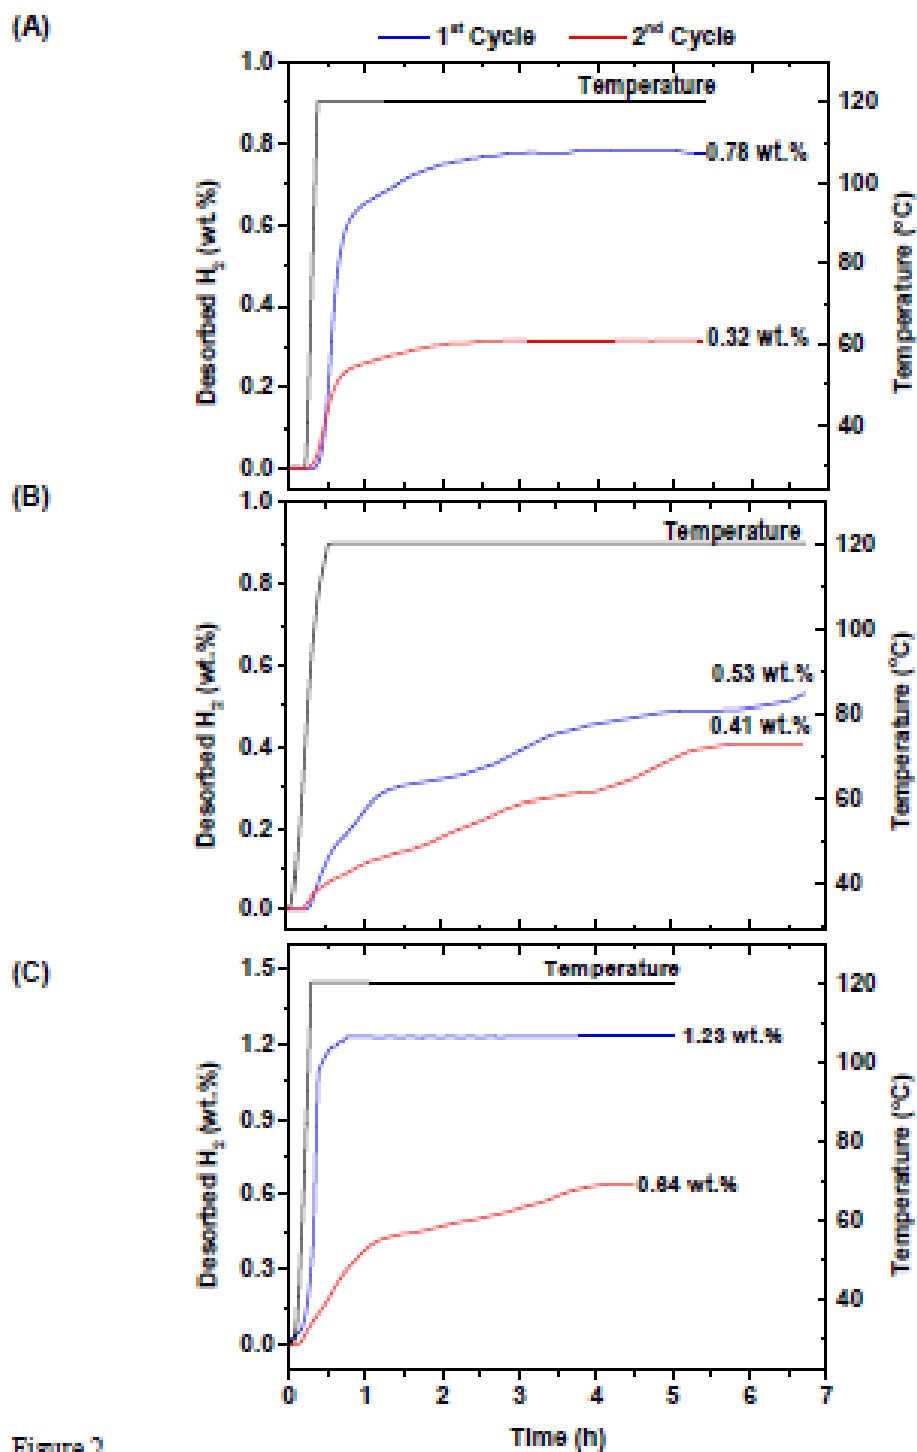 (A)
1st Cycle 2nd Cycle
Temperature
0.78 wt.%
0.32 wt.%
1.0
0.8
0.6
0.4
0.2
0.0
Desorbed H2 (wt.%)
120
100
80
60
40
Temperature (°C)
(B)
Temperature
0.53 wt.%
0.41 wt.%
1.0
0.8
0.6
0.4
0.2
0.0
Desorbed H2 (wt.%)
120
100
80
60
40
Temperature (°C)
(C)
Temperature
1.23 wt.%
0.64 wt.%
1.5
1.2
0.9
0.6
0.3
0.0
Desorbed H2 (wt.%)
120
100
80
60
40
Temperature (°C)
0 1 2 3 4 5 6 7
Time (h)
Figure 2